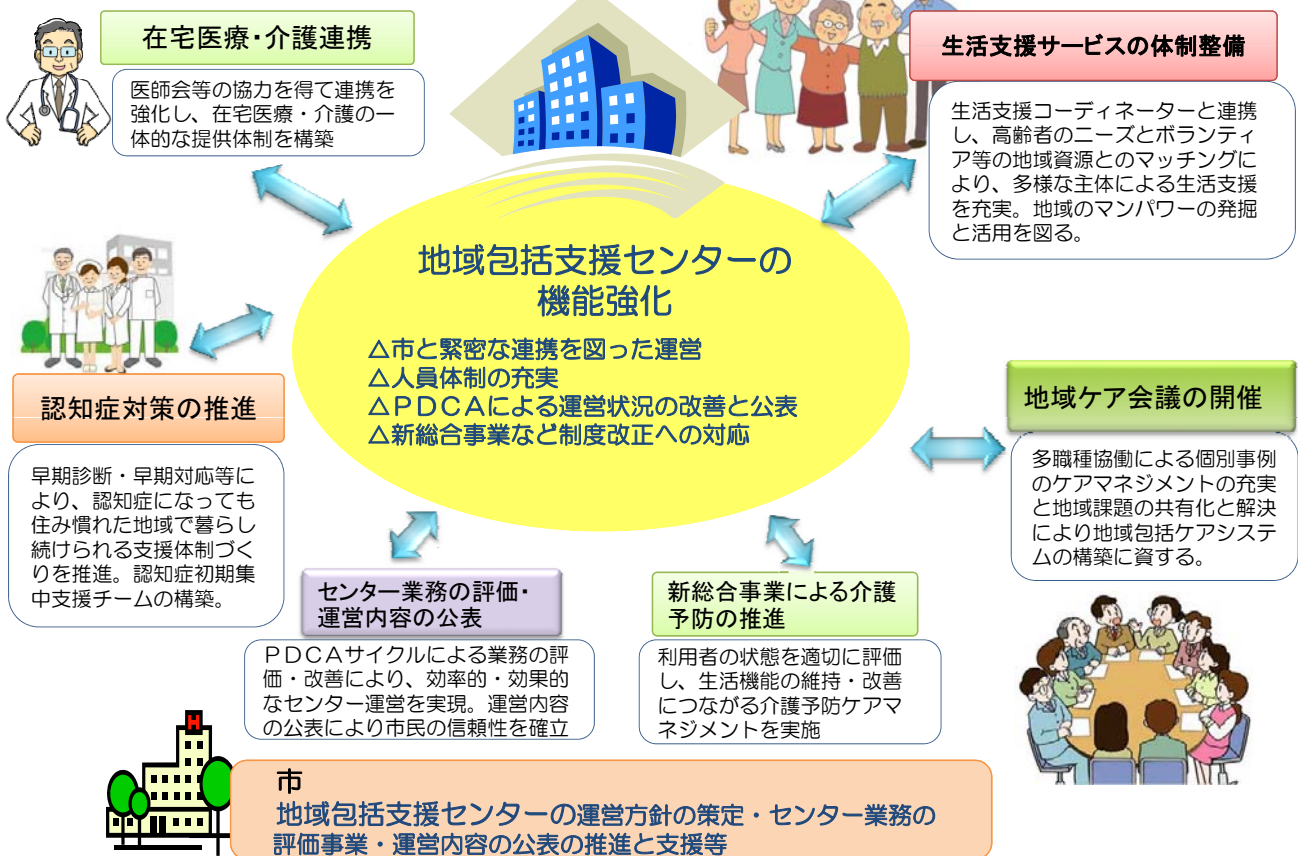 在宅医療・介護連携
医師会等の協力を得て連携を
強化し、在宅医療・介護の一
体的な提供体制を構築
生活支援サービスの体制整備
生活支援コーディネーターと連携
し、高齢者のニーズとボランティ
ア等の地域資源とのマッチングに
より、多様な主体による生活支援
を充実。地域のマンパワーの発掘
と活用を図る。
地域包括支援センターの
機能強化
△市と緊密な連携を図った運営
△人員体制の充実
△ＰＤＣＡによる運営状況の改善と公表
△新総合事業など制度改正への対応
認知症対策の推進
早期診断・早期対応等に
より、認知症になっても
住み慣れた地域で暮らし
続けられる支援体制づく
りを推進。認知症初期集
中支援チームの構築。
地域ケア会議の開催
多職種協働による個別事例
のケアマネジメントの充実
と地域課題の共有化と解決
により地域包括ケアシステ
ムの構築に資する。
センター業務の評価・
運営内容の公表
ＰＤＣＡサイクルによる業務の評
価・改善により、効率的・効果的
なセンター運営を実現。運営内容
の公表により市民の信頼性を確立
新総合事業による介護
予防の推進
利用者の状態を適切に評価
し、生活機能の維持・改善
につながる介護予防ケアマ
ネジメントを実施
H
市
地域包括支援センターの運営方針の策定・センター業務の
評価事業・運営内容の公表の推進と支援等